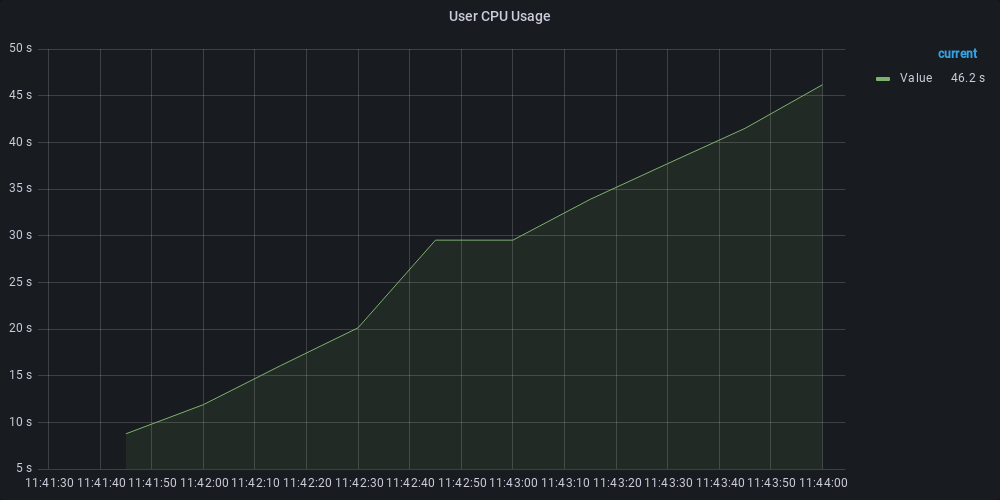 User CPU Usage
50 s
45 s
40 s
35 s
30 s
25 s
20 s
15 s
10 s
5 s
11:41:30 11:41:40 11:41:50 11:42:00 11:42:10 11:42:20 11:42:30 11:42:40 11:42:50 11:43:00 11:43:10 11:43:20 11:43:30 11:43:40 11:43:50 11:44:00
current
Value 46.2 s